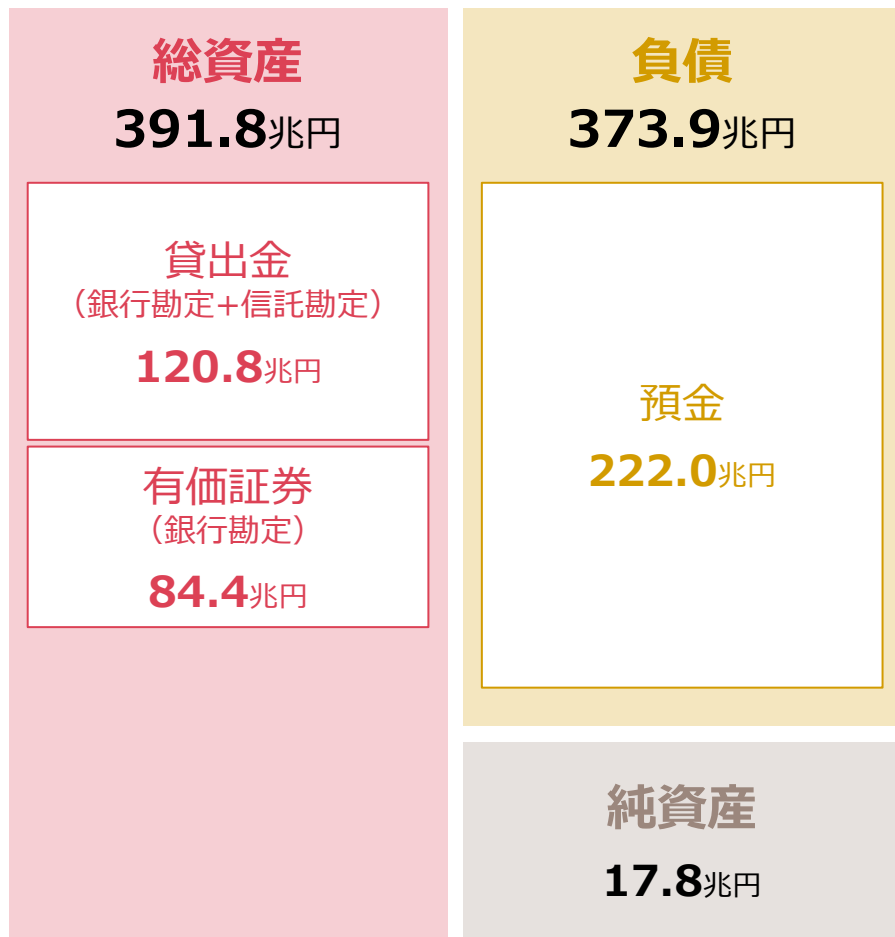 総資産
391.8兆円
貸出金
（銀行勘定+信託勘定）
120.8兆円
有価証券
（銀行勘定）
84.4兆円
負債
373.9兆円
預金
222.0兆円
純資産
17.8兆円